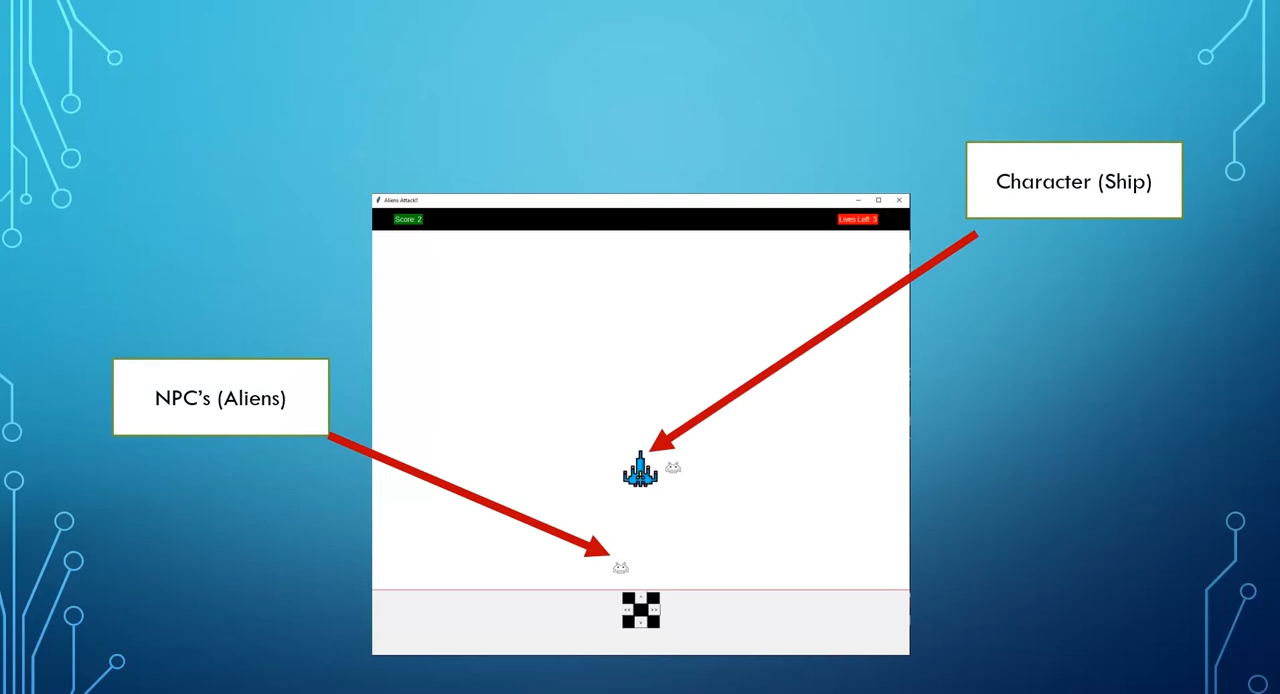 Character (Ship)
Aliens Attack!!
Score: 2
Lives Left: 3
NPC's (Aliens)
^
<< >>
v